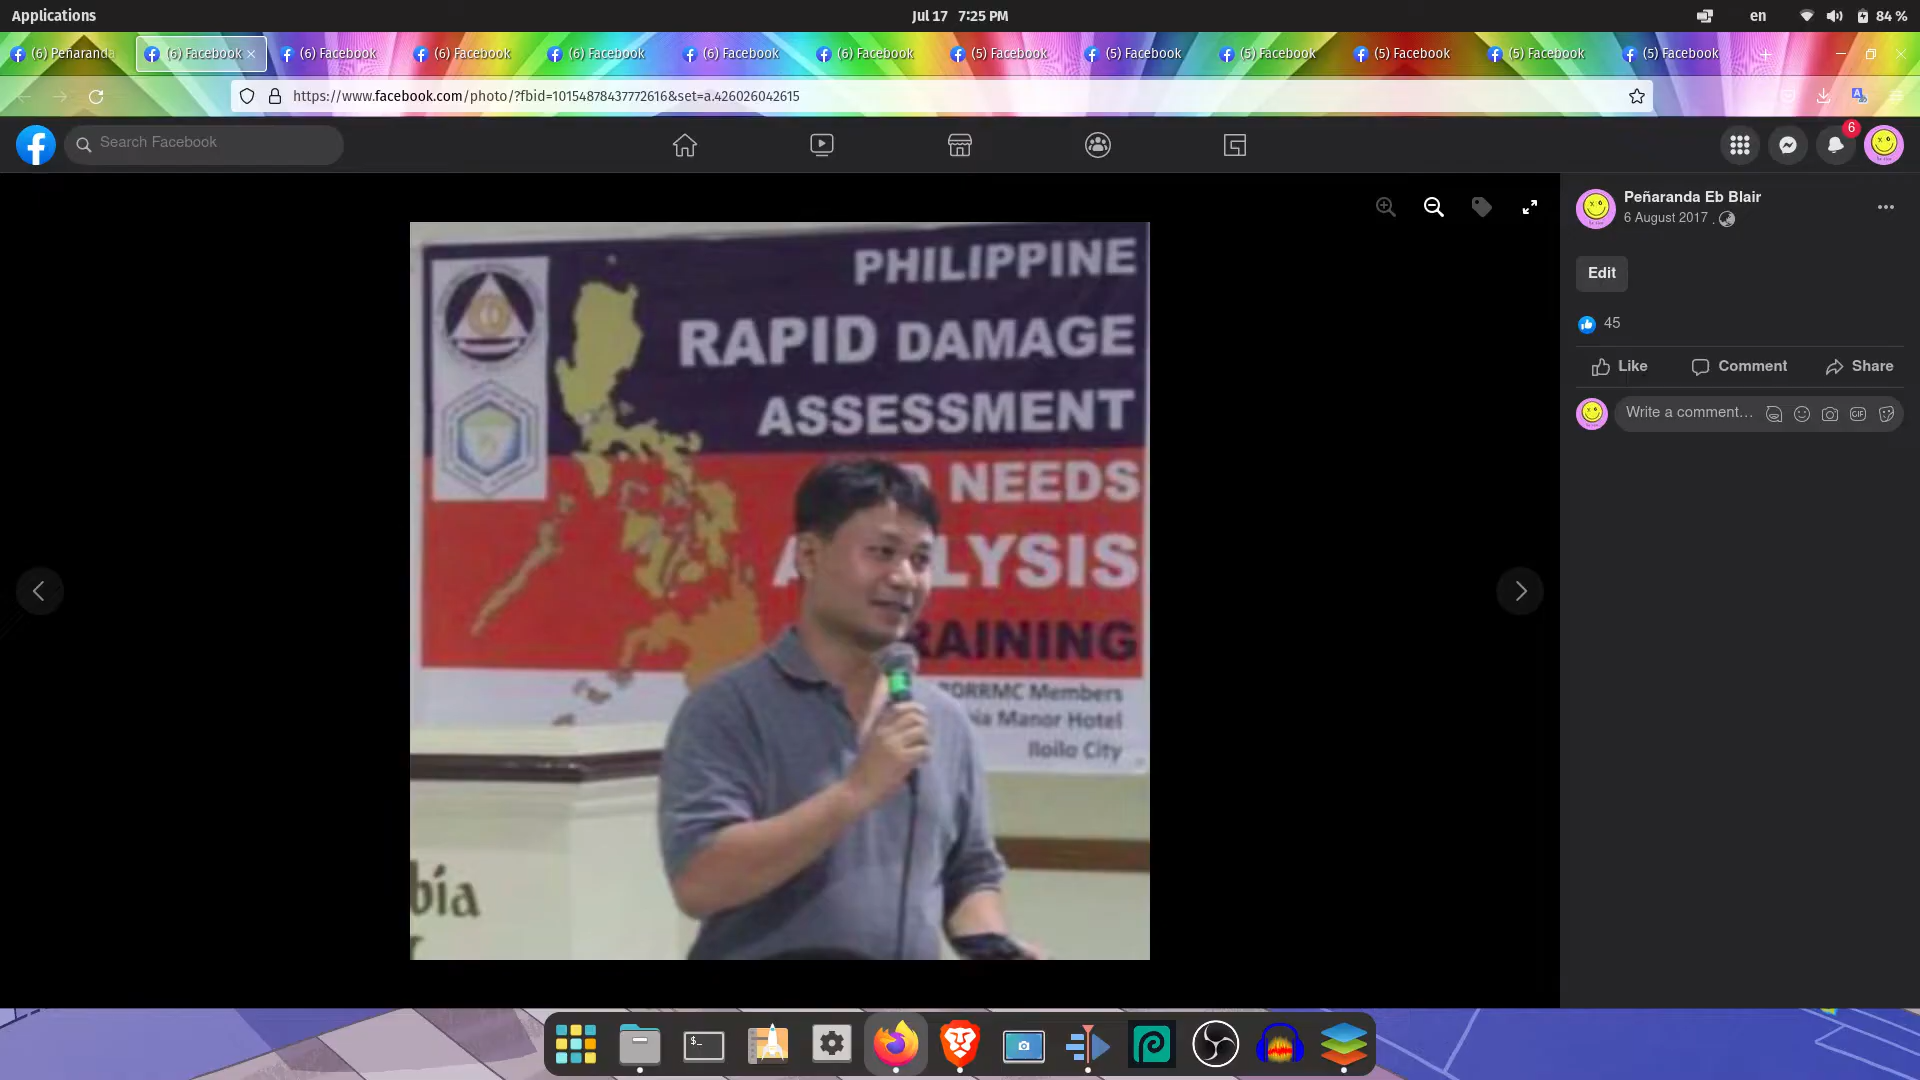 Applications
Jul 17 7:25 PM
en
84 %
(6) Peñaranda
(6) Facebook
(6) Facebook
(6) Facebook
(6) Facebook
(6) Facebook
(6) Facebook
(5) Facebook
(5) Facebook
(5) Facebook
(5) Facebook
(5) Facebook
(5) Facebook
https://www.facebook.com/photo/?fbid=10154878437772616&set=a.426026042615
Search Facebook
6
PHILIPPINE
RAPID DAMAGE
ASSESSMENT
NEEDS
LYSIS
RAINING
DRRMC Members
Manor Hotel
Iloilo City
bia
Peñaranda Eb Blair
6 August 2017 .
Edit
45
Like
Comment
Share
Write a comment…
GIF